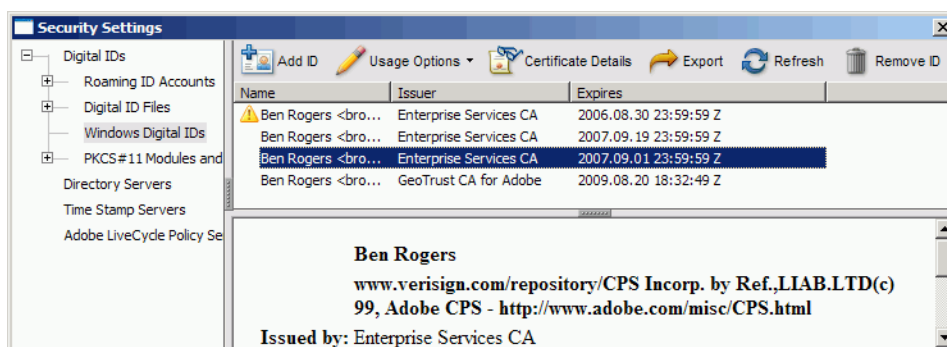 Security Settings
Digital IDs
Roaming ID Accounts
Digital ID Files
Windows Digital IDs
PKCS#11 Modules and
Directory Servers
Time Stamp Servers
Adobe LiveCycle Policy Se
Add ID Usage Options Certificate Details Export Refresh Remove ID
Name Issuer Expires
Ben Rogers <bro... Enterprise Services CA 2006.08.30 23:59:59 Z
Ben Rogers <bro... Enterprise Services CA 2007.09.19 23:59:59 Z
Ben Rogers <bro... Enterprise Services CA 2007.09.01 23:59:59 Z
Ben Rogers <bro... GeoTrust CA for Adobe 2009.08.20 18:32:49 Z
Ben Rogers
www.verisign.com/repository/CPS Incorp. by Ref.,LIAB.LTD(c)
99, Adobe CPS - http://www.adobe.com/misc/CPS.html
Issued by: Enterprise Services CA